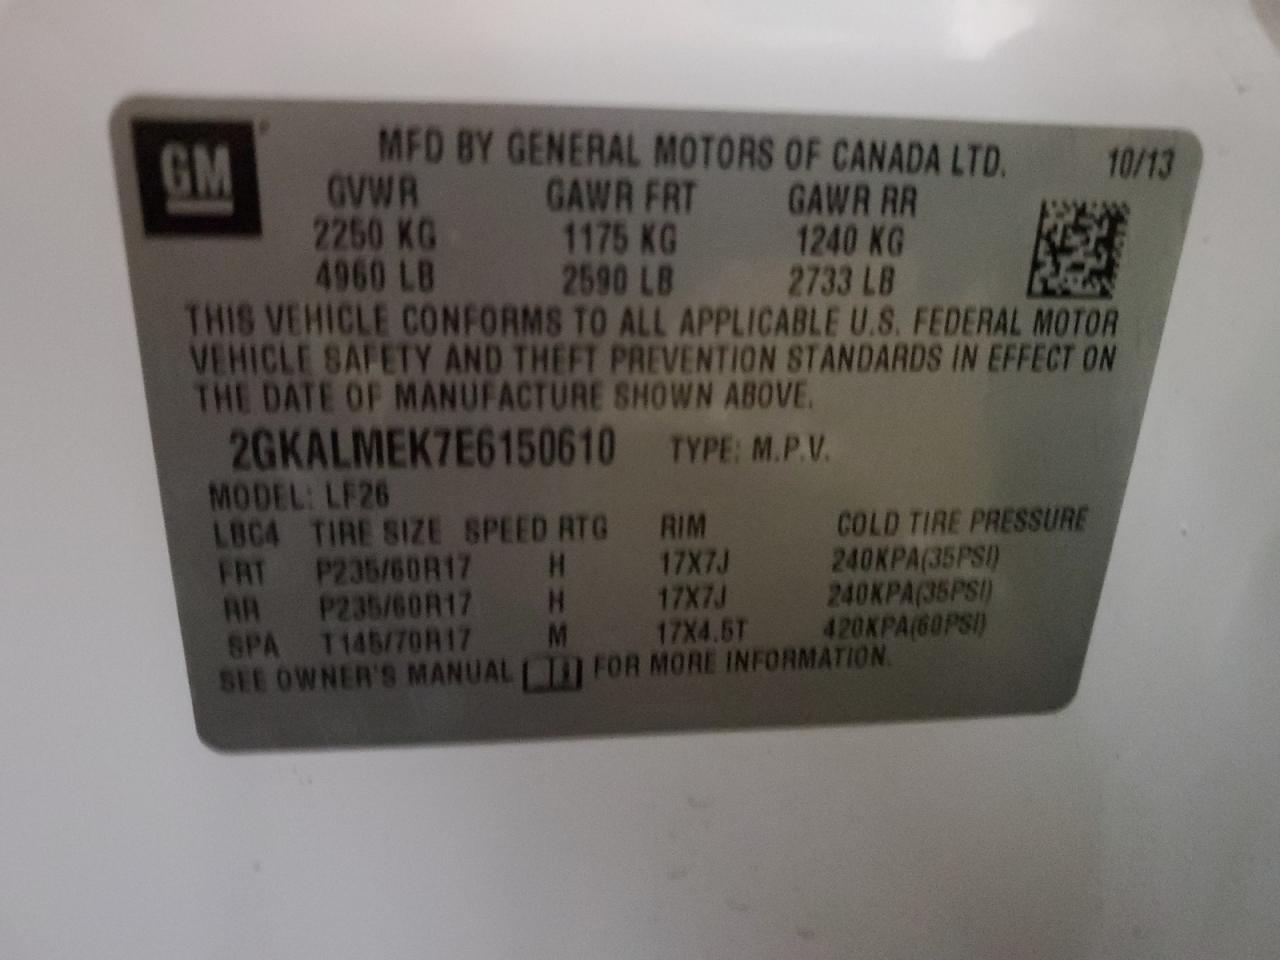 GM
MFD BY GENERAL MOTORS OF CANADA LTD. 10/13
GVWR GAWR FRT GAWR RR
2250 KG 1175 KG 1240 KG
4960 LB 2590 LB 2733 LB
THIS VEHICLE CONFORMS TO ALL APPLICABLE U.S. FEDERAL MOTOR
VEHICLE SAFETY AND THEFT PREVENTION STANDARDS IN EFFECT ON
THE DATE OF MANUFACTURE SHOWN ABOVE.
2GKALMEK7E6150610 TYPE: M.P.V.
MODEL: LF26
LBC4 TIRE SIZE SPEED RTG RIM COLD TIRE PRESSURE
FRT P235/60R17 H 17X7J 240KPA(35PSI)
RR P235/60R17 H 17X7J 240KPA(35PSI)
SPA T145/70R17 M 17X4.5T 420KPA(60PSI)
SEE OWNER'S MANUAL FOR MORE INFORMATION.